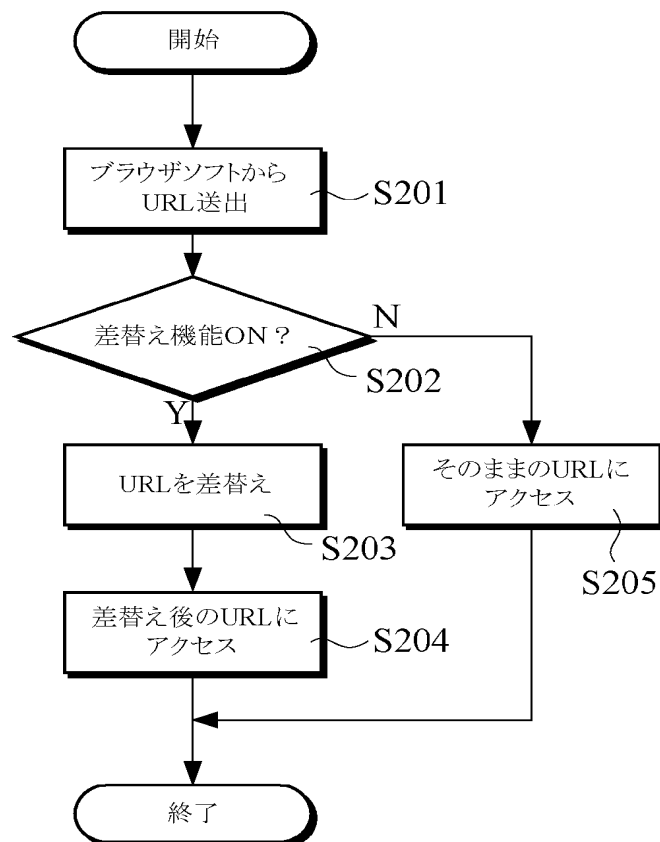 開始
ブラウザソフトから
URL送出
S201
差替え機能ON？
N
S202
Y
URLを差替え
S203
そのままのURLに
アクセス
S205
差替え後のURLに
アクセス
S204
終了